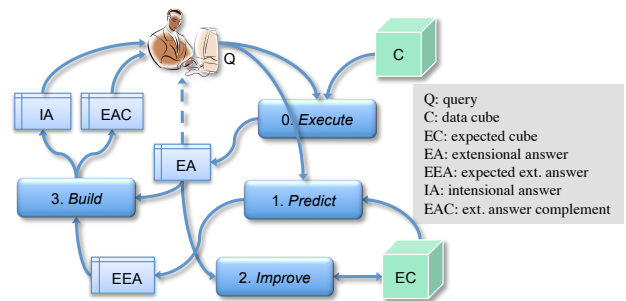 Q
C
IA
EAC
0. Execute
EA
3. Build
1. Predict
EEA
2. Improve
EC
Q: query
C: data cube
EC: expected cube
EA: extensional answer
EEA: expected ext. answer
IA: intensional answer
EAC: ext. answer complement